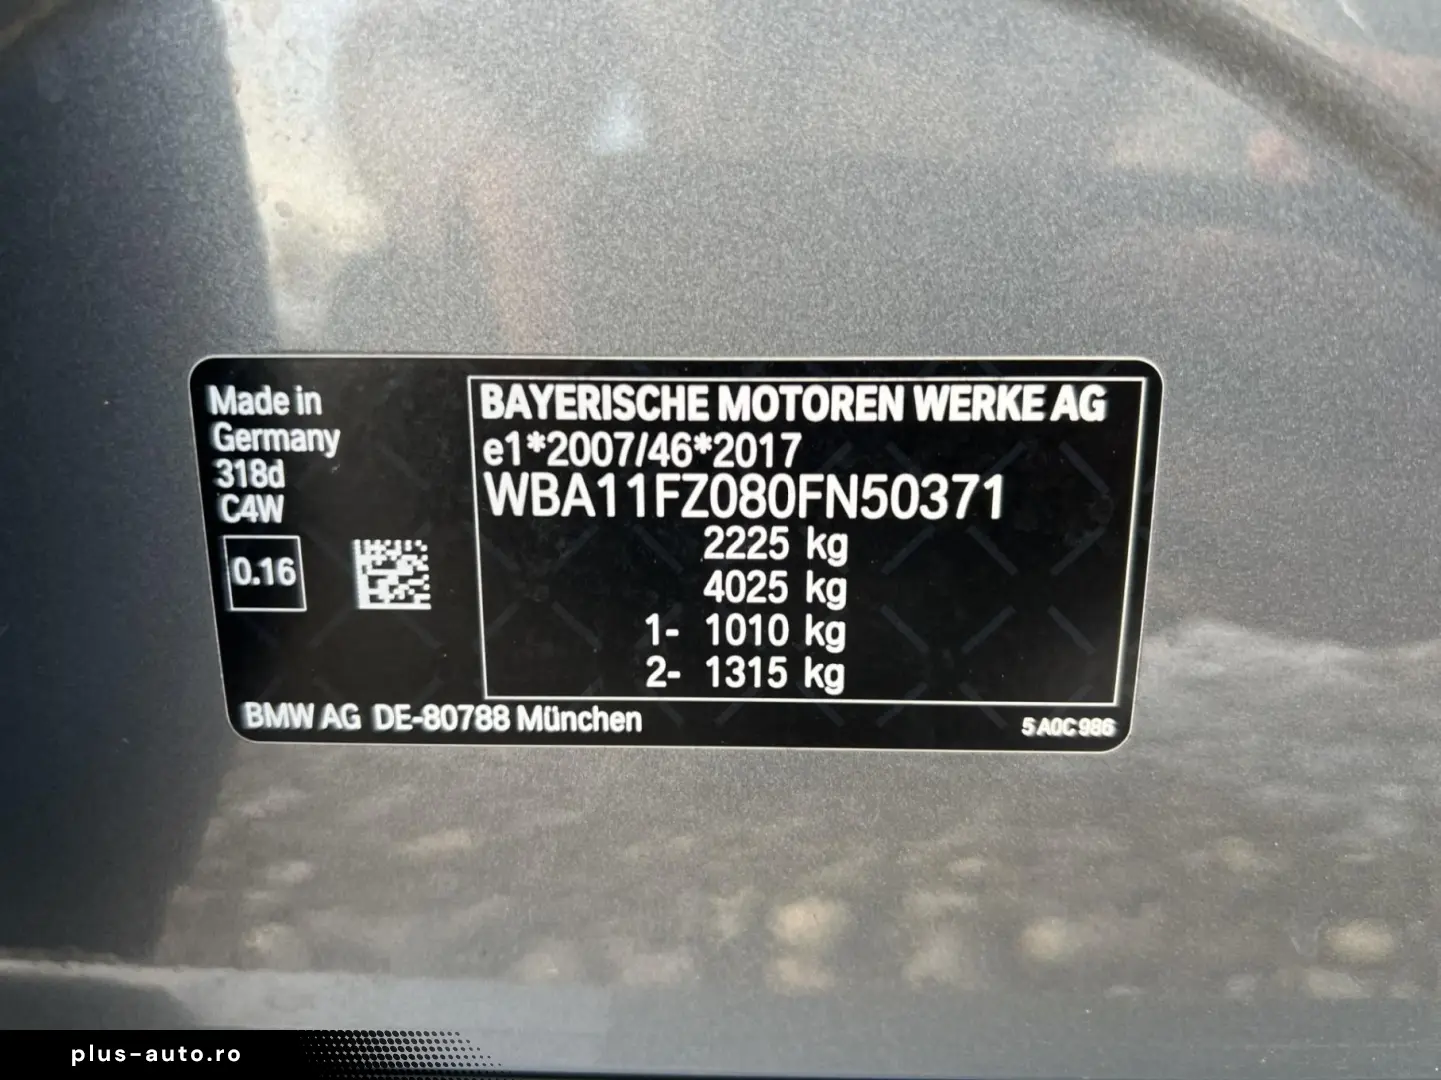 Made in
Germany
318d
C4W
0.16
BAYERISCHE MOTOREN WERKE AG
e1*2007/46*2017
WBA11FZ080FN50371
2225 kg
4025 kg
1- 1010 kg
2- 1315 kg
BMW AG DE-80788 München
5 A0C 986
plus-auto.ro